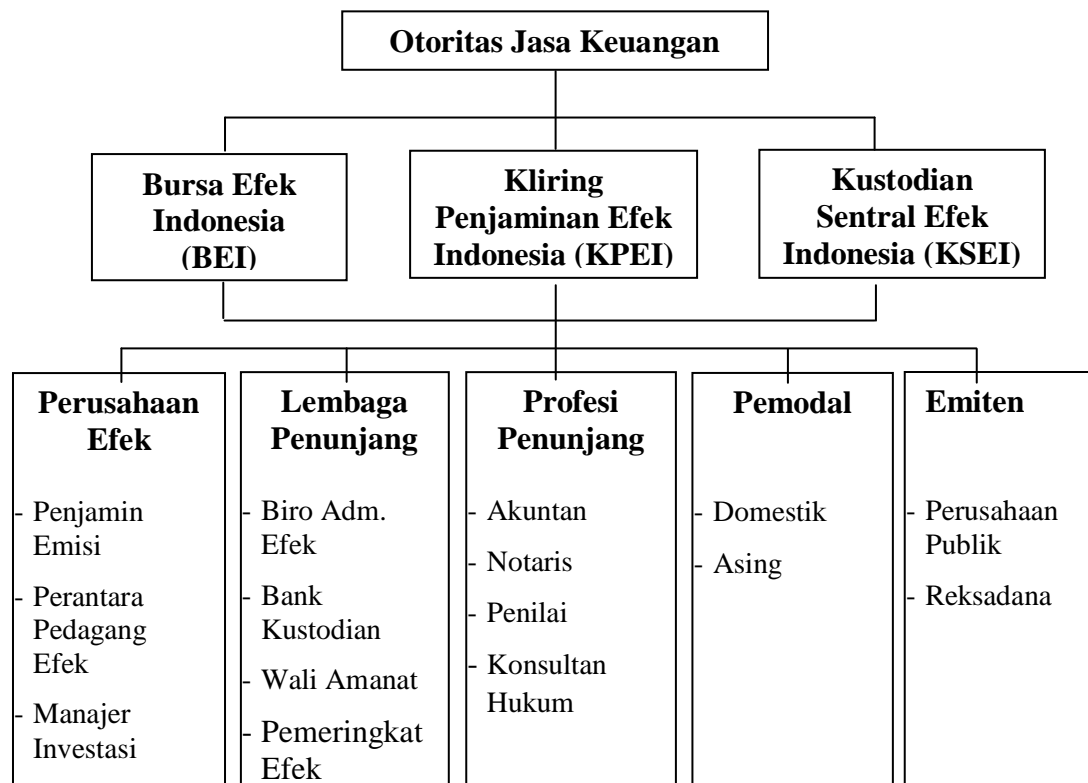 Otoritas Jasa Keuangan
Bursa Efek
Indonesia
(BEI)
Kliring
Penjaminan Efek
Indonesia (KPEI)
Kustodian
Sentral Efek
Indonesia (KSEI)
Perusahaan
Efek
- Penjamin
Emisi
- Perantara
Pedagang
Efek
- Manajer
Investasi
Lembaga
Penunjang
- Biro Adm.
Efek
- Bank
Kustodian
- Wali Amanat
- Pemeringkat
Efek
Profesi
Penunjang
- Akuntan
- Notaris
- Penilai
- Konsultan
Hukum
Pemodal
- Domestik
- Asing
Emiten
- Perusahaan
Publik
- Reksadana